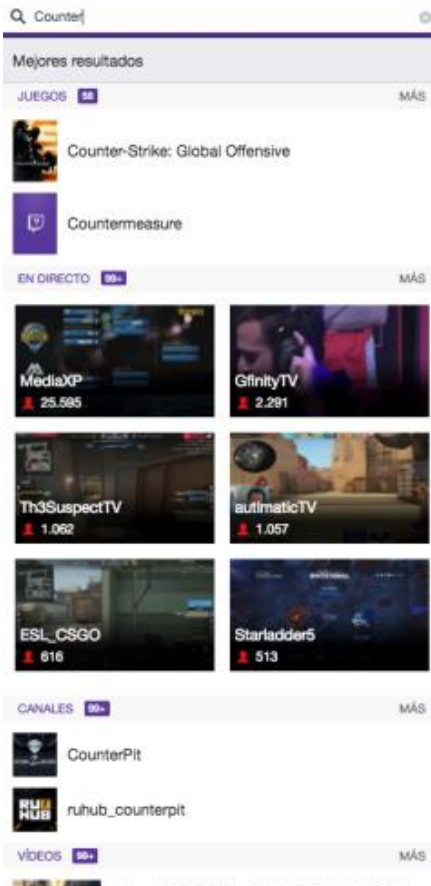 Counter
Mejores resultados
JUEGOS 58 MÁS
Counter-Strike: Global Offensive
Countermeasure
EN DIRECTO 99+ MÁS
MediaXP
25.595
GfinityTV
2.291
Th3SuspectTV
1.062
autimaticTV
1.057
ESL_CSGO
616
Starladder5
513
CANALES 99+ MÁS
CounterPit
RU
HUB
ruhub_counterpit
VÍDEOS 99+ MÁS